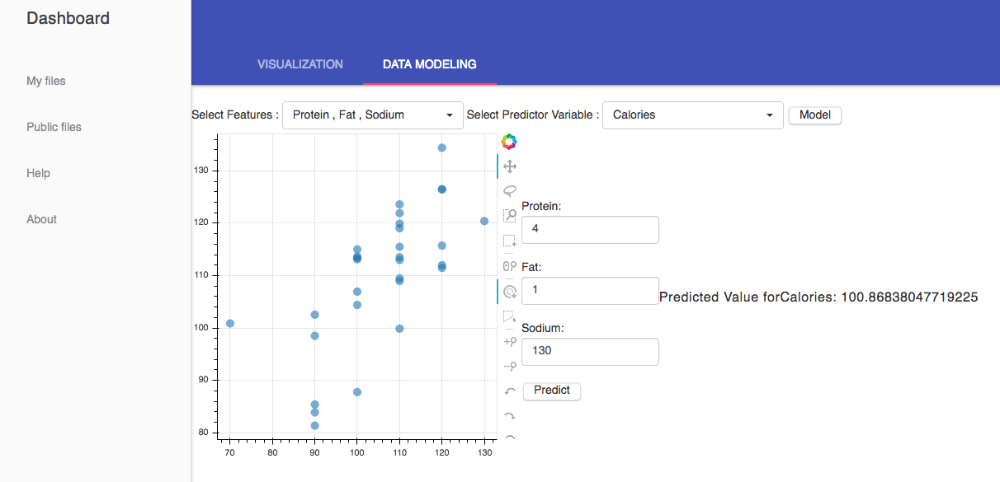 Dashboard
My files
Public files
Help
About
VISUALIZATION DATA MODELING
Select Features : Protein , Fat , Sodium Select Predictor Variable : Calories Model
130
120
110
100
90
80
70 80 90 100 110 120 130
Protein:
4
Fat:
1
Sodium:
130
Predict
Predicted Value forCalories: 100.86838047719225